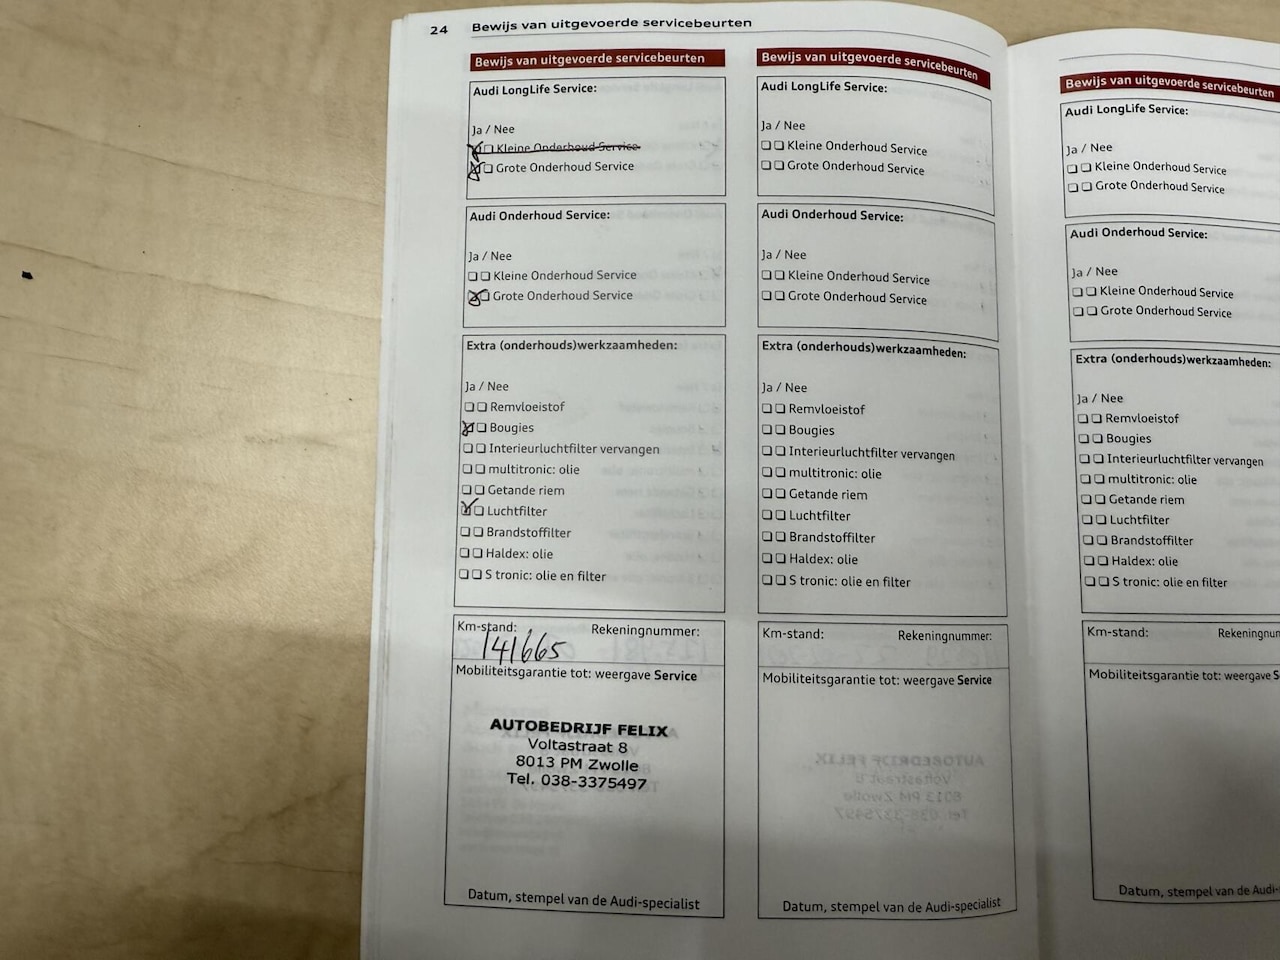 24 Bewijs van uitgevoerde servicebeurten
Bewijs van uitgevoerde servicebeurten
Audi LongLife Service:
Ja / Nee
Kleine Onderhoud Service
Grote Onderhoud Service
Audi Onderhoud Service:
Ja / Nee
Kleine Onderhoud Service
Grote Onderhoud Service
Extra (onderhouds)werkzaamheden:
Ja / Nee
Remvloeistof
Bougies
Interieurluchtfilter vervangen
multitronic: olie
Getande riem
Luchtfilter
Brandstoffilter
Haldex: olie
S tronic: olie en filter
Km-stand: Rekeningnummer:
141665
Mobiliteitsgarantie tot: weergave Service
AUTOBEDRIJF FELIX
Voltastraat 8
8013 PM Zwolle
Tel. 038-3375497
Datum, stempel van de Audi-specialist
Bewijs van uitgevoerde servicebeurten
Audi LongLife Service:
Ja / Nee
Kleine Onderhoud Service
Grote Onderhoud Service
Audi Onderhoud Service:
Ja / Nee
Kleine Onderhoud Service
Grote Onderhoud Service
Extra (onderhouds)werkzaamheden:
Ja / Nee
Remvloeistof
Bougies
Interieurluchtfilter vervangen
multitronic: olie
Getande riem
Luchtfilter
Brandstoffilter
Haldex: olie
S tronic: olie en filter
Km-stand: Rekeningnummer:
Mobiliteitsgarantie tot: weergave Service
Datum, stempel van de Audi-specialist
Bewijs van uitgevoerde servicebeurten
Audi LongLife Service:
Ja / Nee
Kleine Onderhoud Service
Grote Onderhoud Service
Audi Onderhoud Service:
Ja / Nee
Kleine Onderhoud Service
Grote Onderhoud Service
Extra (onderhouds)werkzaamheden:
Ja / Nee
Remvloeistof
Bougies
Interieurluchtfilter vervangen
multitronic: olie
Getande riem
Luchtfilter
Brandstoffilter
Haldex: olie
S tronic: olie en filter
Km-stand: Rekeningnum
Mobiliteitsgarantie tot: weergave S
Datum, stempel van de Audi-